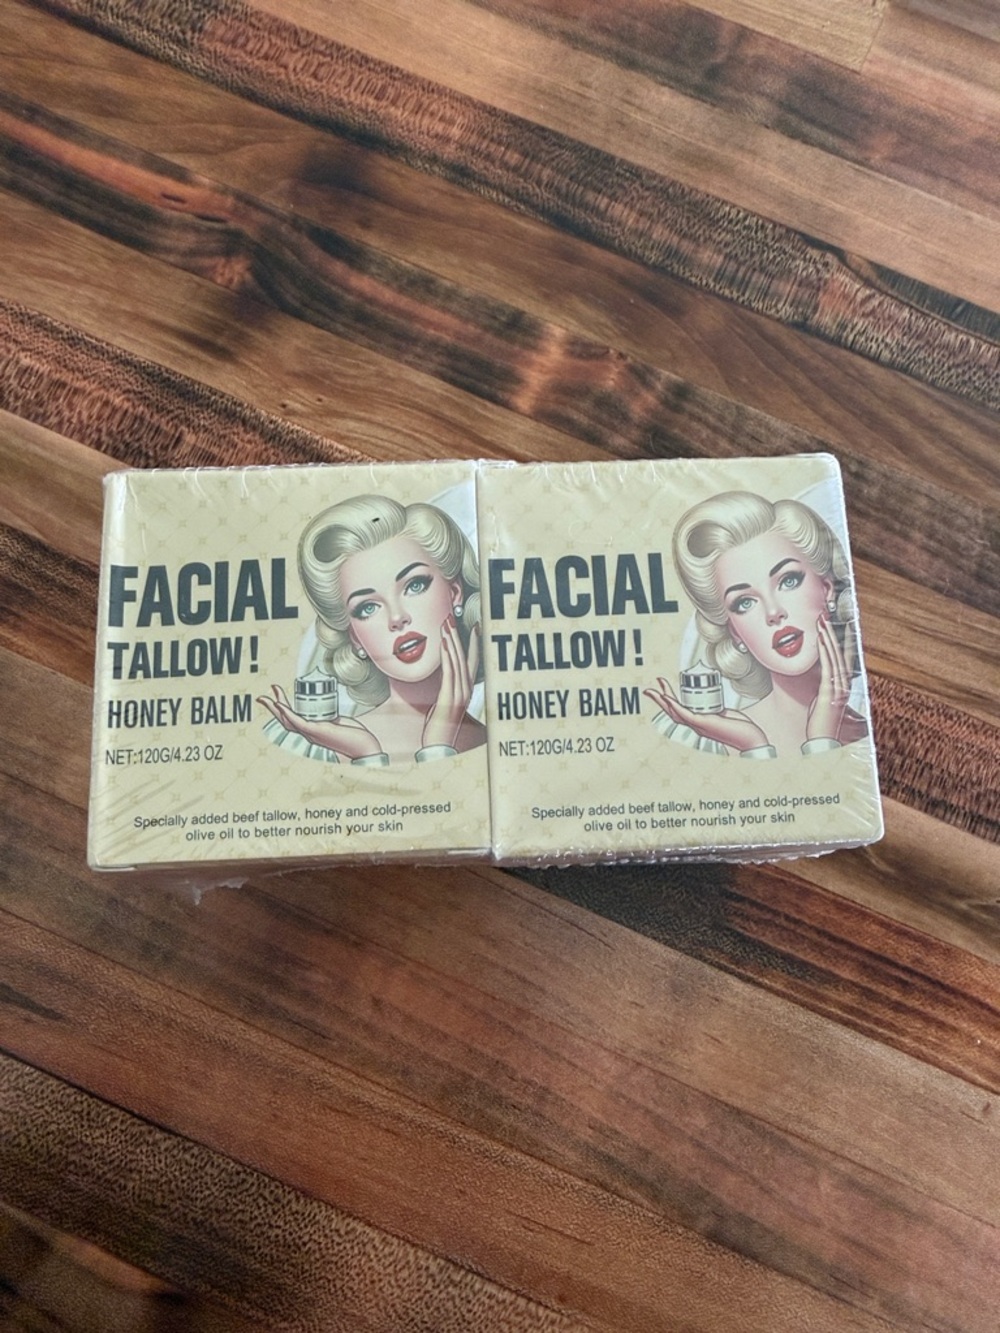 FACIAL
TALLOW!
HONEY BALM
NET:120G/4.23 OZ
Specially added beef tallow, honey and cold-pressed
olive oil to better nourish your skin
FACIAL
TALLOW!
HONEY BALM
NET:120G/4.23 OZ
Specially added beef tallow, honey and cold-pressed
olive oil to better nourish your skin